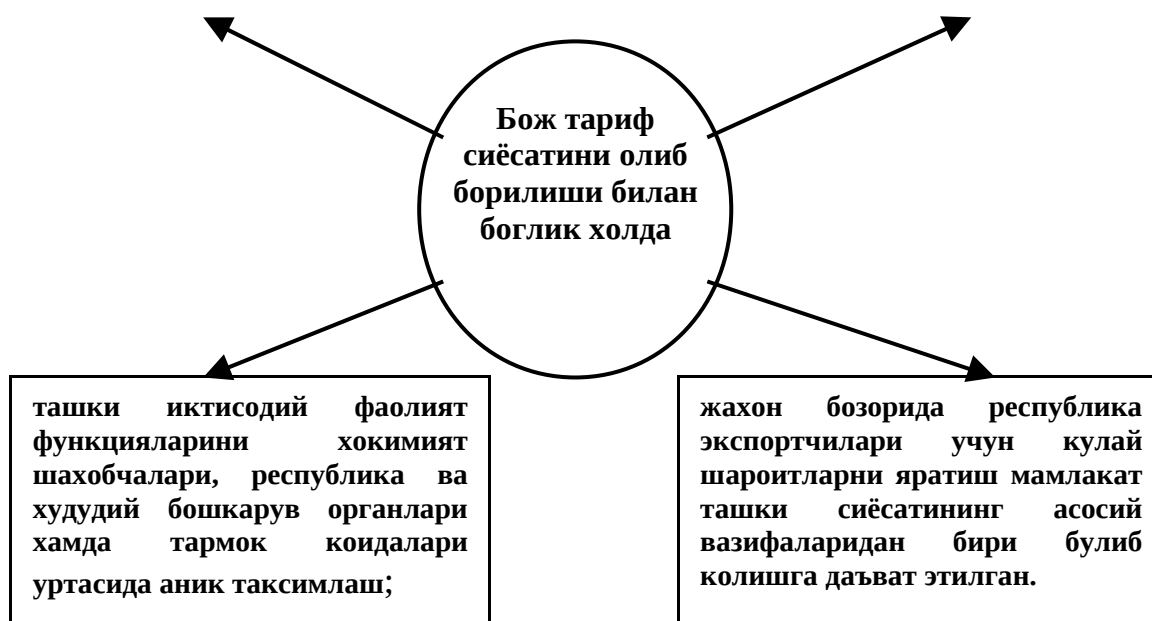 Бож тариф
сиёсатини олиб
борилиши билан
боглик холда
ташки иктисодий фаолият
функцияларини хокимият
шахобчалари, республика ва
худудий бошкарув органлари
хамда тармок коидалари
уртасида аник таксимлаш;
жахон бозорида республика
экспортчилари учун кулай
шароитларни яратиш мамлакат
ташки сиёсатининг асосий
вазифаларидан бири булиб
колишга даъват этилган.